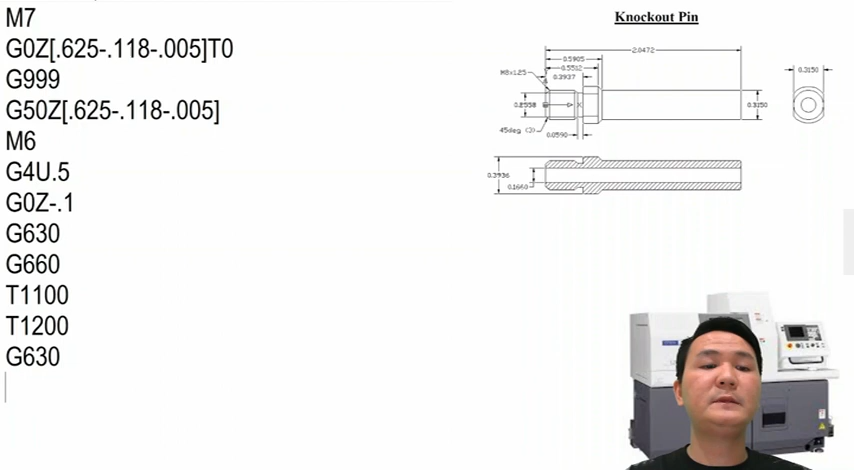 M7
G0Z[.625-.118-.005]T0
G999
G50Z[.625-.118-.005]
M6
G4U.5
G0Z-.1
G630
G660
T1100
T1200
G630
Knockout Pin
2.0472
0.5905
0.5512
0.3937
M8x1.25
0.3150
0.2558
0.3150
45deg (2)
0.0590
0.3936
0.1660